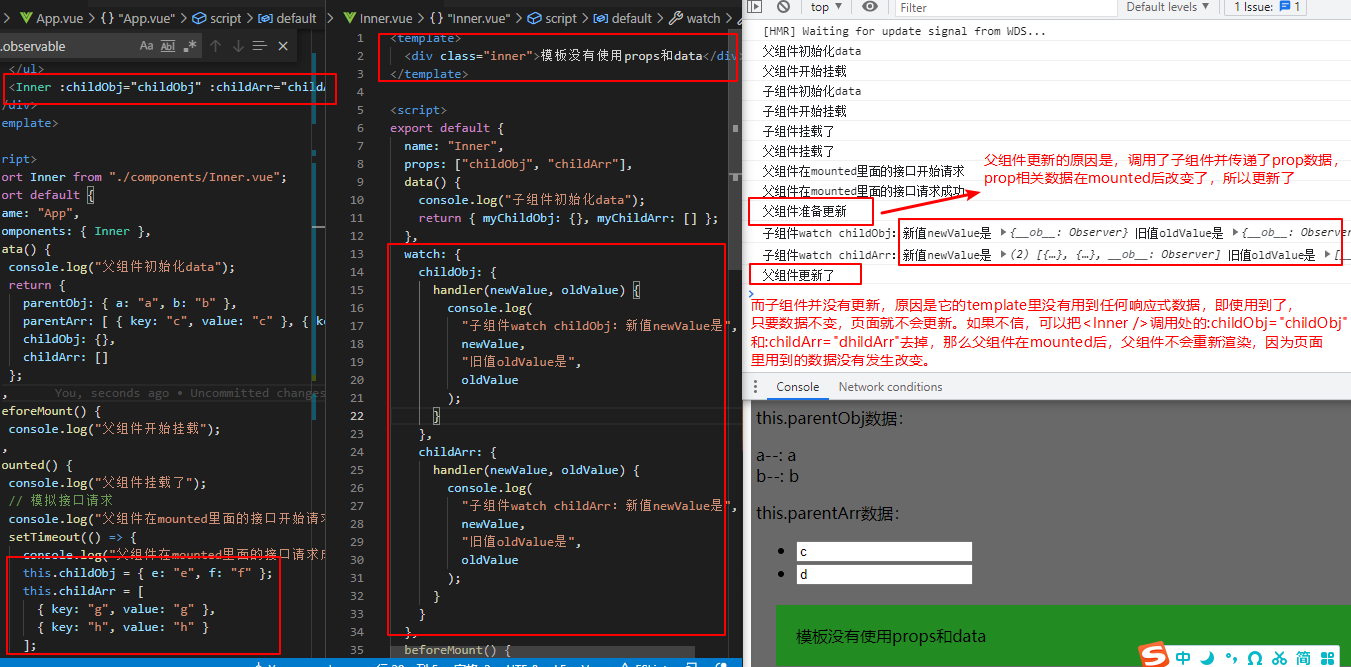 App.vue > {} "App.vue" > script > default
.observable
</ul>
<Inner :childObj="childObj" :childArr="childA
/div>
emplate>
ript>
ort Inner from "./components/Inner.vue";
ort default {
ame: "App",
omponents: { Inner },
ata() {
console.log("父组件初始化data");
return {
parentObj: { a: "a", b: "b" },
parentArr: [ { key: "c", value: "c" }, { k
childObj: {},
childArr: []
};
,
You, seconds ago • Uncommitted changes
eforeMount() {
console.log("父组件开始挂载");
,
ounted() {
console.log("父组件挂载了");
// 模拟接口请求
console.log("父组件在mounted里面的接口开始请求
setTimeout(() => {
console.log("父组件在mounted里面的接口请求成
this.childObj = { e: "e", f: "f" };
this.childArr = [
{ key: "g", value: "g" },
{ key: "h", value: "h" }
];
Inner.vue > {} "Inner.vue" > script > default > watch >
1 <template>
2 <div class="inner">模板没有使用props和data</div>
3 </template>
4
5 <script>
6 export default {
7 name: "Inner",
8 props: ["childObj", "childArr"],
9 data() {
10 console.log("子组件初始化data");
11 return { myChildObj: {}, myChildArr: [] };
12 },
13 watch: {
14 childObj: {
15 handler(newValue, oldValue) {
16 console.log(
17 "子组件watch childObj: 新值newValue是",
18 newValue,
19 "旧值oldValue是",
20 oldValue
21 );
22 }
23 },
24 childArr: {
25 handler(newValue, oldValue) {
26 console.log(
27 "子组件watch childArr: 新值newValue是",
28 newValue,
29 "旧值oldValue是",
30 oldValue
31 );
32 }
33 }
34 },
35 beforeMount() {
top ▼ Filter Default levels ▼ 1 Issue: 1
[HMR] Waiting for update signal from WDS...
父组件初始化data
父组件开始挂载
子组件初始化data
子组件开始挂载
子组件挂载了
父组件挂载了
父组件在mounted里面的接口开始请求
父组件在mounted里面的接口请求成功
父组件准备更新
子组件watch childObj: 新值newValue是 ▶{__ob__: Observer} 旧值oldValue是 ▶{__ob__: Observer
子组件watch childArr: 新值newValue是 ▶(2) [{…}, {…}, __ob__: Observer] 旧值oldValue是 ▶[__
父组件更新了
父组件更新的原因是，调用了子组件并传递了prop数据，
prop相关数据在mounted后改变了，所以更新了
而子组件并没有更新，原因是它的template里没有用到任何响应式数据，即使用到了，
只要数据不变，页面就不会更新。如果不信，可以把<Inner />调用处的:childObj="childObj"
和:childArr="dhildArr"去掉，那么父组件在mounted后，父组件不会重新渲染，因为页面
里用到的数据没有发生改变。
Console Network conditions
this.parentObj数据：
a--: a
b--: b
this.parentArr数据：
c
d
模板没有使用props和data
S 中 简